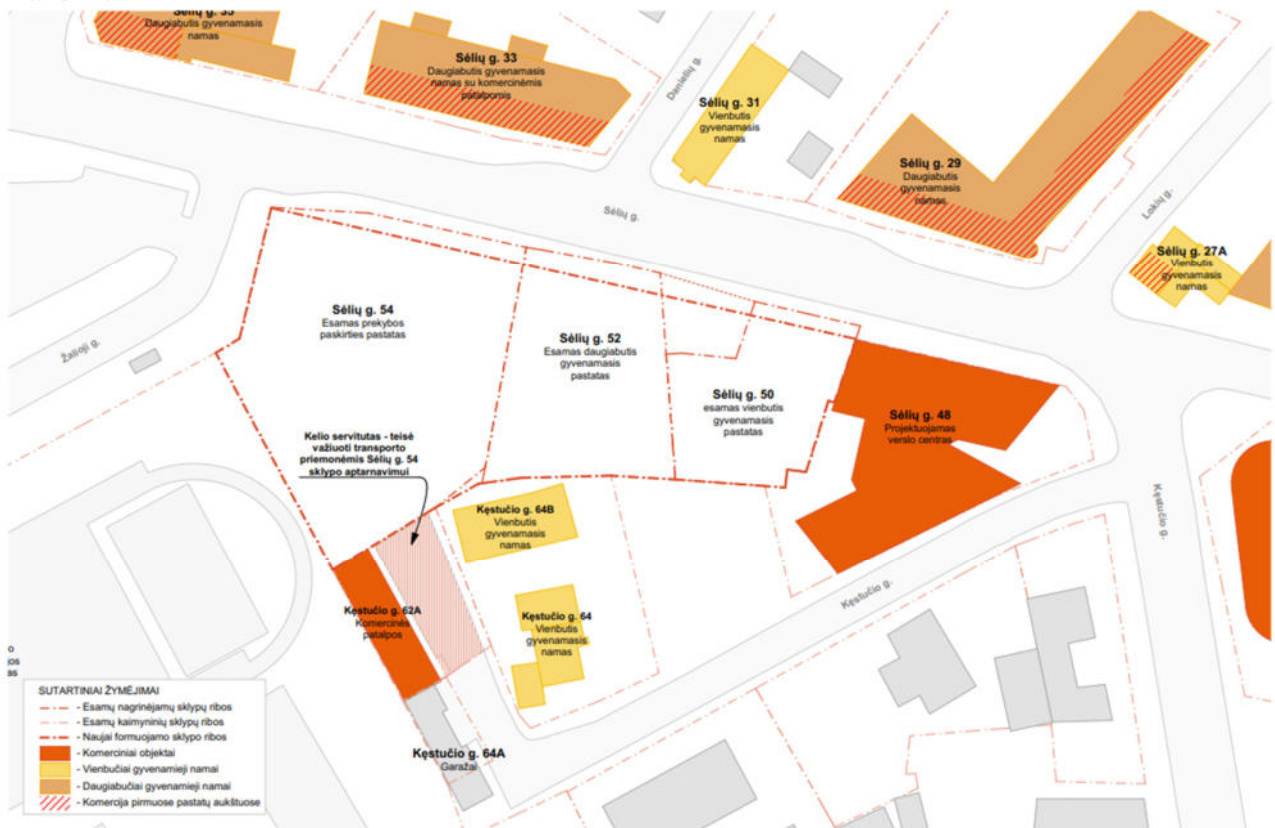 Sėlių g. 35
Daugiabutis gyvenamasis
namas
Sėlių g. 33
Daugiabutis gyvenamasis
namas su komercinėmis
patalpomis
Danielių g.
Sėlių g. 31
Vienbutis
gyvenamasis
namas
Sėlių g. 29
Daugiabutis
gyvenamasis
namas
Lokių g.
Sėlių g.
Sėlių g. 27A
Vienbutis
gyvenamasis
namas
Žalioji g.
Sėlių g. 54
Esamas prekybos
paskirties pastatas
Sėlių g. 52
Esamas daugiabutis
gyvenamasis
pastatas
Sėlių g. 50
esamas vienbutis
gyvenamasis
pastatas
Sėlių g. 48
Projektuojamas
verslo centras
Kelio servitutas - teisė
važiuoti transporto
priemonėmis Sėlių g. 54
sklypo aptarnavimui
Kęstučio g. 64B
Vienbutis
gyvenamasis
namas
Kęstučio g.
Kęstučio g.
Kęstučio g. 62A
Komercinės
patalpos
Kęstučio g. 64
Vienbutis
gyvenamasis
namas
Kęstučio g. 64A
Garažai
SUTARTINIAI ŽYMĖJIMAI
- Esamų nagrinėjamų sklypų ribos
- Esamų kaimyninių sklypų ribos
- Naujai formuojamo sklypo ribos
- Komerciniai objektai
- Vienbučiai gyvenamieji namai
- Daugiabučiai gyvenamieji namai
- Komercija pirmuose pastatų aukštuose